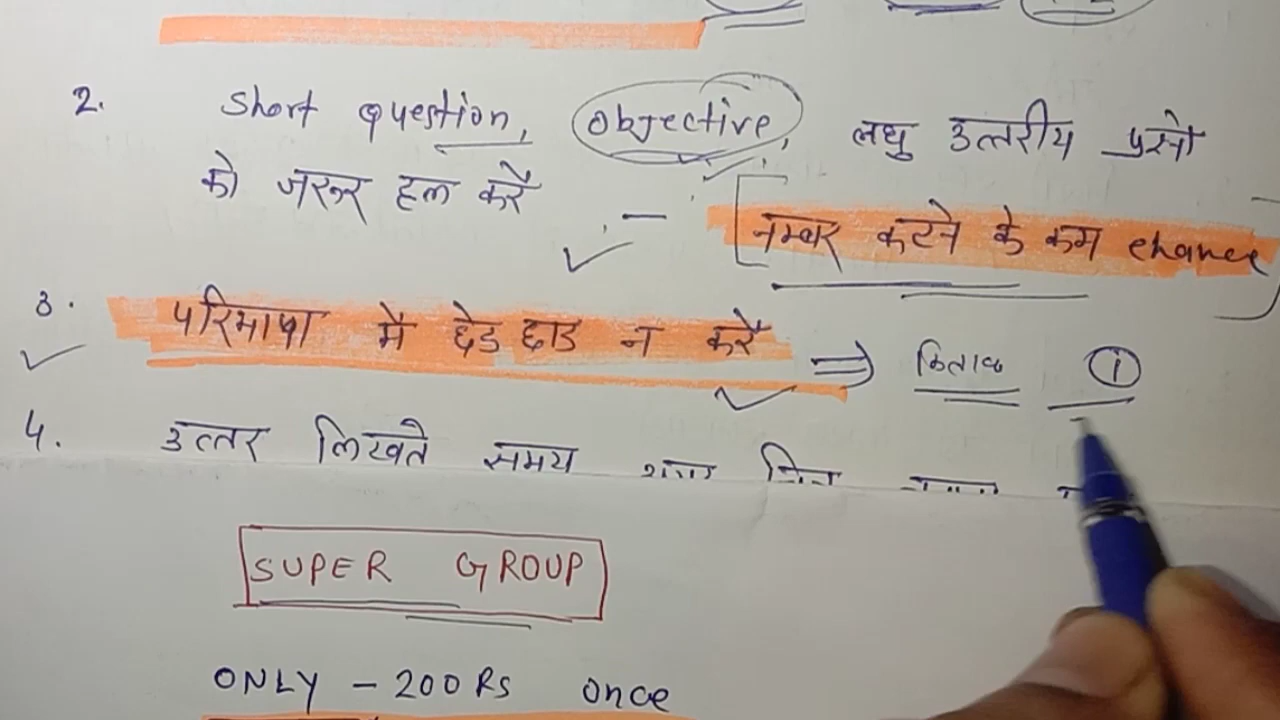 2. Short question, objective, लघु उत्तरीय प्रश्नो
को जरूर हल करें - [नम्बर कटने के कम chance]
3. परिभाषा में छेड छाड न करें ⇒ किताब ①
4. उत्तर लिखते समय
SUPER GROUP
ONLY - 200 Rs once